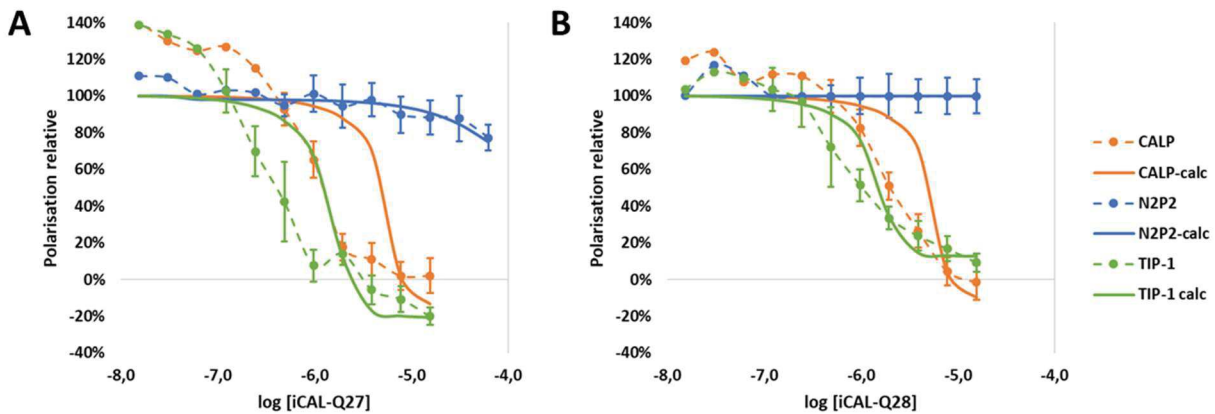 A
Polarisation relative
140%
120%
100%
80%
60%
40%
20%
0%
-20%
-40%
-8,0 -7,0 -6,0 -5,0 -4,0
log [iCAL-Q27]
B
Polarisation relative
140%
120%
100%
80%
60%
40%
20%
0%
-20%
-40%
-8,0 -7,0 -6,0 -5,0 -4,0
log [iCAL-Q28]
CALP
CALP-calc
N2P2
N2P2-calc
TIP-1
TIP-1 calc